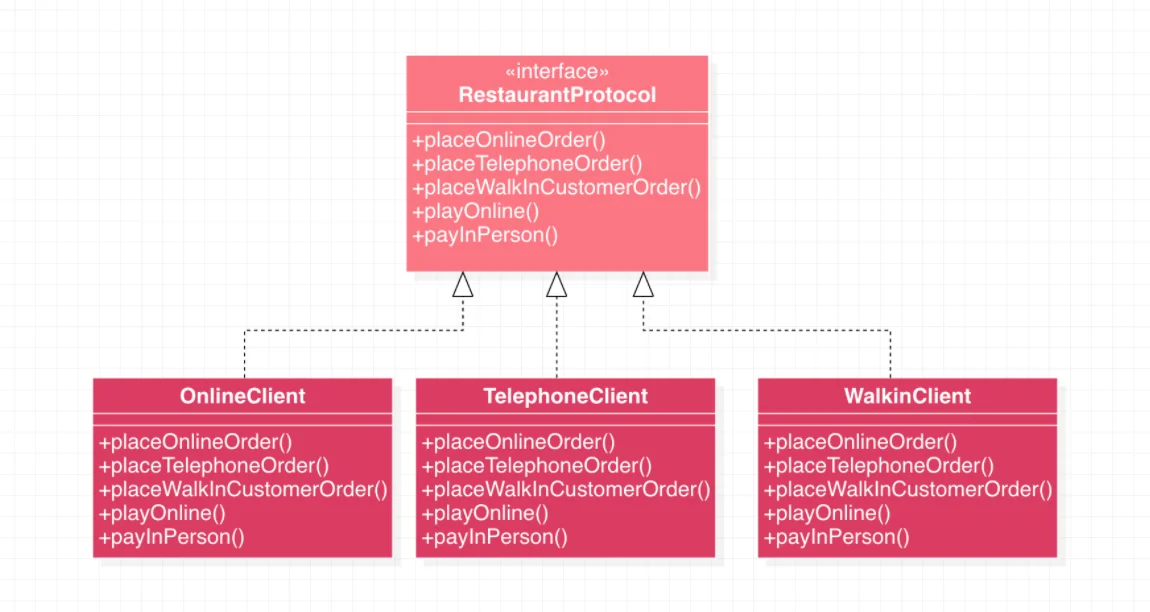 «interface»
RestaurantProtocol
+placeOnlineOrder()
+placeTelephoneOrder()
+placeWalkInCustomerOrder()
+playOnline()
+payInPerson()
OnlineClient
+placeOnlineOrder()
+placeTelephoneOrder()
+placeWalkInCustomerOrder()
+playOnline()
+payInPerson()
TelephoneClient
+placeOnlineOrder()
+placeTelephoneOrder()
+placeWalkInCustomerOrder()
+playOnline()
+payInPerson()
WalkinClient
+placeOnlineOrder()
+placeTelephoneOrder()
+placeWalkInCustomerOrder()
+playOnline()
+payInPerson()